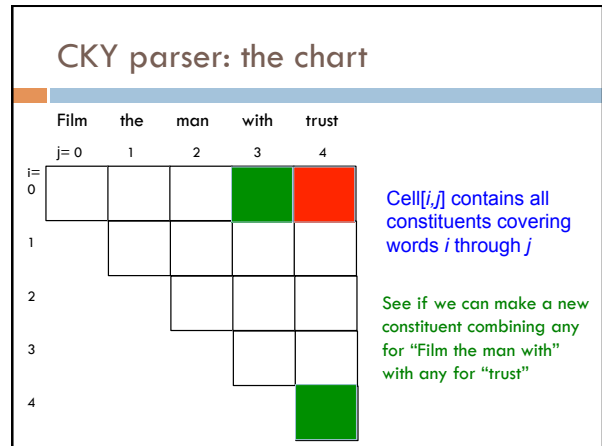 CKY parser: the chart
Film the man with trust
j= 0 1 2 3 4
i=
0
1
2
3
4
Cell[i,j] contains all
constituents covering
words i through j
See if we can make a new
constituent combining any
for “Film the man with”
with any for “trust”